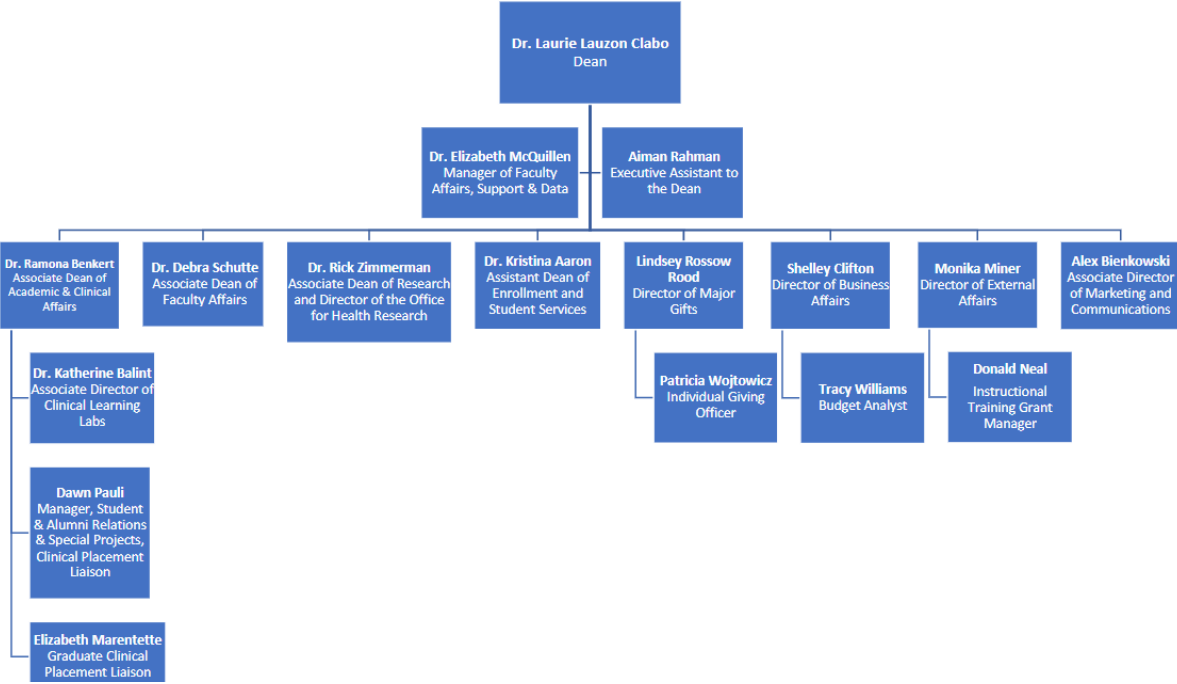 Dr. Laurie Lauzon Clabo
Dean
Dr. Elizabeth McQuillen
Manager of Faculty
Affairs, Support & Data
Aiman Rahman
Executive Assistant to
the Dean
Dr. Ramona Benkert
Associate Dean of
Academic & Clinical
Affairs
Dr. Debra Schutte
Associate Dean of
Faculty Affairs
Dr. Rick Zimmerman
Associate Dean of Research
and Director of the Office
for Health Research
Dr. Kristina Aaron
Assistant Dean of
Enrollment and
Student Services
Lindsey Rossow
Rood
Director of Major
Gifts
Shelley Clifton
Director of Business
Affairs
Monika Miner
Director of External
Affairs
Alex Bienkowski
Associate Director
of Marketing and
Communications
Dr. Katherine Balint
Associate Director of
Clinical Learning
Labs
Patricia Wojtowicz
Individual Giving
Officer
Tracy Williams
Budget Analyst
Donald Neal
Instructional
Training Grant
Manager
Dawn Pauli
Manager, Student
& Alumni Relations
& Special Projects,
Clinical Placement
Liaison
Elizabeth Marentette
Graduate Clinical
Placement Liaison